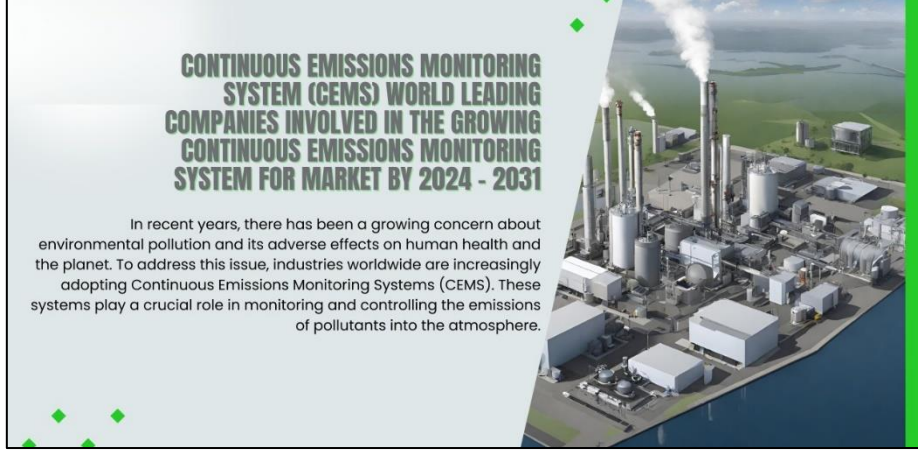 CONTINUOUS EMISSIONS MONITORING
SYSTEM (CEMS) WORLD LEADING
COMPANIES INVOLVED IN THE GROWING
CONTINUOUS EMISSIONS MONITORING
SYSTEM FOR MARKET BY 2024 - 2031
In recent years, there has been a growing concern about
environmental pollution and its adverse effects on human health and
the planet. To address this issue, industries worldwide are increasingly
adopting Continuous Emissions Monitoring Systems (CEMS). These
systems play a crucial role in monitoring and controlling the emissions
of pollutants into the atmosphere.